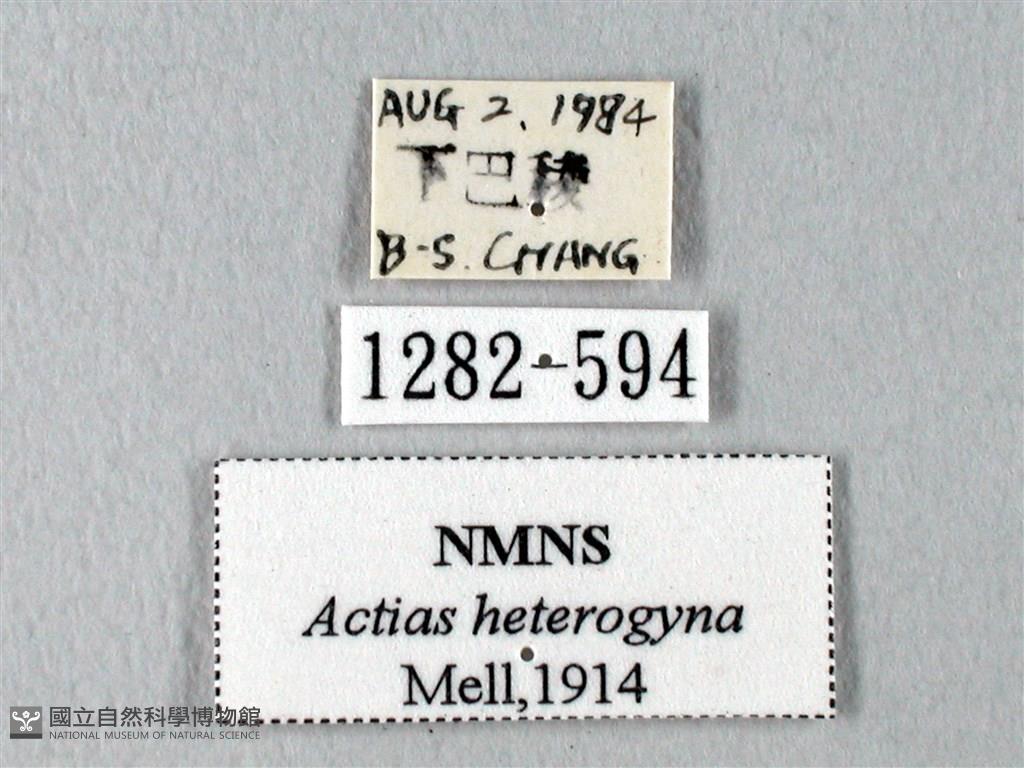 AUG 2, 1984
下巴陵
B-S. CHANG
1282-594
NMNS
Actias heterogyna
Mell,1914
國立自然科學博物館
NATIONAL MUSEUM OF NATURAL SCIENCE